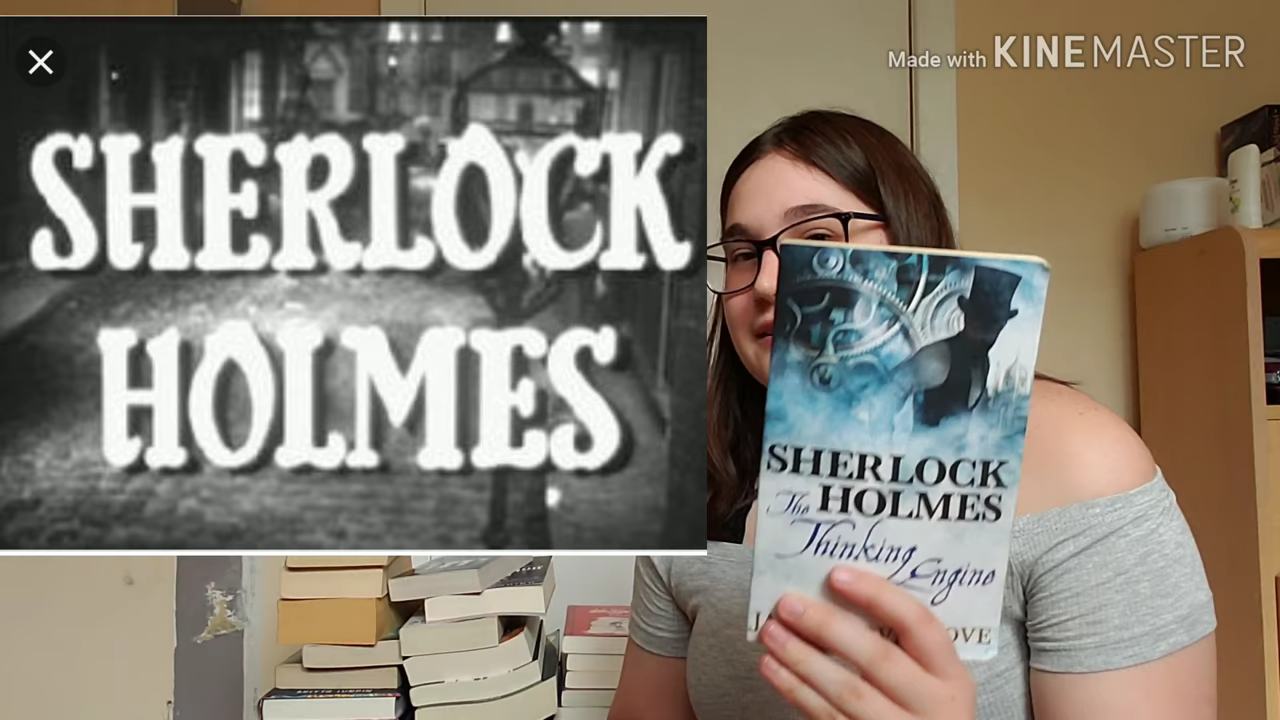 Made with KINEMASTER
SHERLOCK
HOLMES
SHERLOCK
HOLMES
The
Thinking
Engine